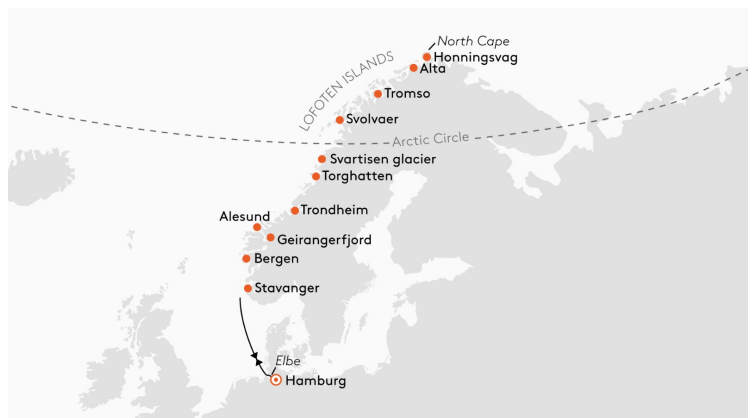 North Cape
Honningsvag
Alta
LOFOTEN ISLANDS
Tromso
Svolvaer
Arctic Circle
Svartisen glacier
Torghatten
Trondheim
Alesund
Geirangerfjord
Bergen
Stavanger
Elbe
Hamburg